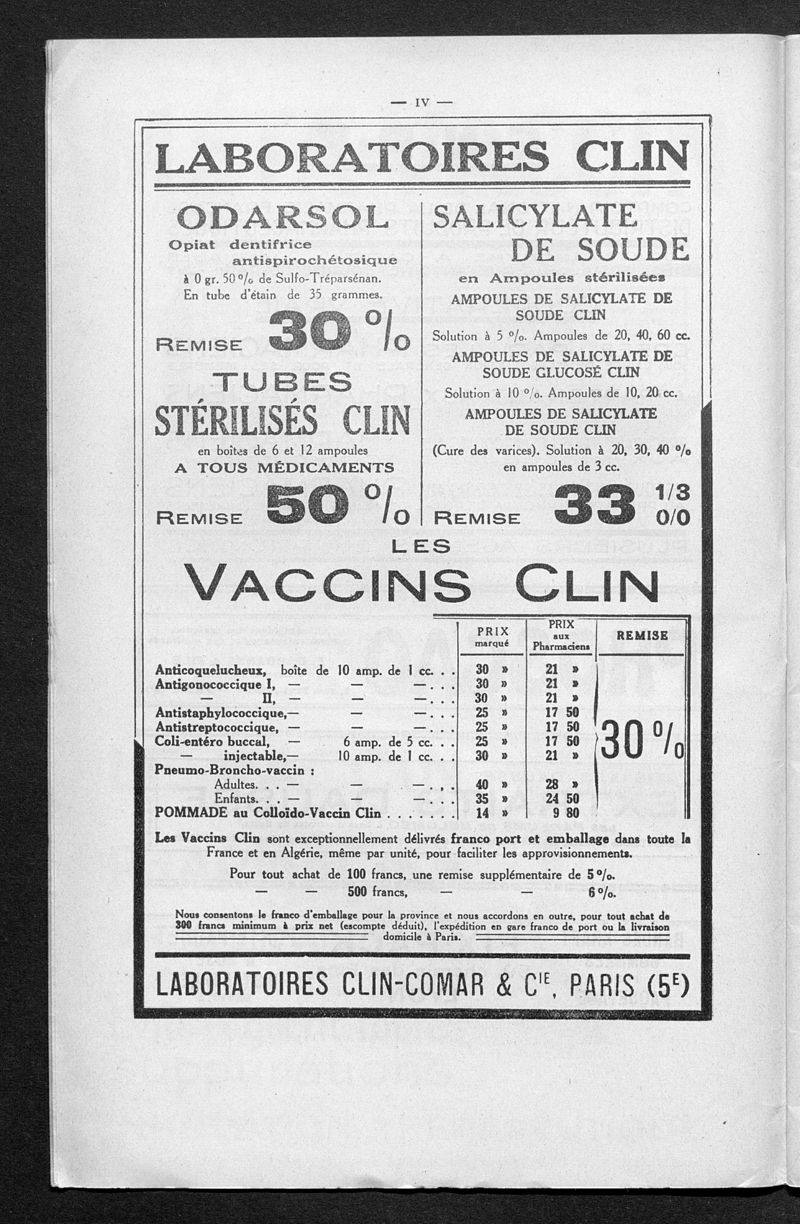 — IV —
LABORATOIRES CLIN
ODARSOL
Opiat dentifrice
antispirochétosique
à 0 gr. 50 % de Sulfo-Tréparsénan.
En tube d'étain de 35 grammes.
REMISE 30 %
TUBES
STÉRILISÉS CLIN
en boîtes de 6 et 12 ampoules
A TOUS MÉDICAMENTS
REMISE 50 %
SALICYLATE
DE SOUDE
en Ampoules stérilisées
AMPOULES DE SALICYLATE DE
SOUDE CLIN
Solution à 5 %. Ampoules de 20, 40, 60 cc.
AMPOULES DE SALICYLATE DE
SOUDE GLUCOSÉ CLIN
Solution à 10 %. Ampoules de 10, 20 cc.
AMPOULES DE SALICYLATE
DE SOUDE CLIN
(Cure des varices). Solution à 20, 30, 40 %
en ampoules de 3 cc.
REMISE 33 1/3 0/0
LES
VACCINS CLIN
PRIX marqué PRIX aux Pharmaciens REMISE
Anticoquelucheux, boîte de 10 amp. de 1 cc. . . 30 » 21 »
Antigonococcique I, — — — . . . 30 » 21 »
— II, — — — . . . 30 » 21 »
Antistaphylococcique, — — — . . . 25 » 17 50
Antistreptococcique, — — — . . . 25 » 17 50
Coli-entéro buccal, — 6 amp. de 5 cc. . . 25 » 17 50
— injectable, — 10 amp. de 1 cc. . . 30 » 21 »
30 %
Pneumo-Broncho-vaccin :
Adultes. . . — — — . . . 40 » 28 »
Enfants. . . — — — . . . 35 » 24 50
POMMADE au Colloïdo-Vaccin Clin . . . . . . . 14 » 9 80
Les Vaccins Clin sont exceptionnellement délivrés franco port et emballage dans toute la
France et en Algérie, même par unité, pour faciliter les approvisionnements.
Pour tout achat de 100 francs, une remise supplémentaire de 5 %.
— — 500 francs, — — 6 %.
Nous consentons le franco d'emballage pour la province et nous accordons en outre, pour tout achat de
300 francs minimum à prix net (escompte déduit), l'expédition en gare franco de port ou la livraison
domicile à Paris.
LABORATOIRES CLIN-COMAR & CIE, PARIS (5E)